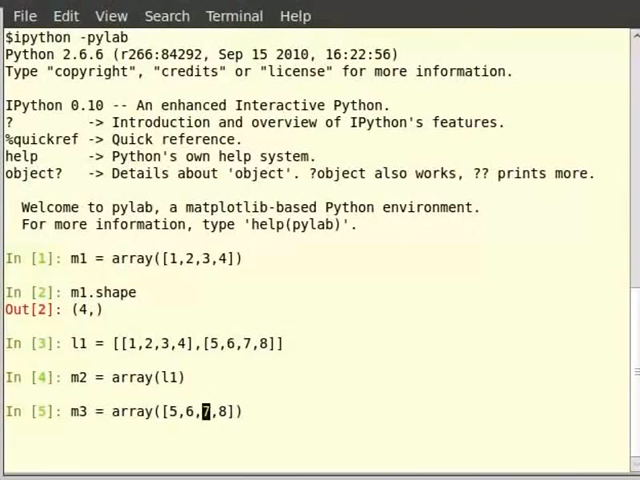 File Edit View Search Terminal Help
$ipython -pylab
Python 2.6.6 (r266:84292, Sep 15 2010, 16:22:56)
Type "copyright", "credits" or "license" for more information.
IPython 0.10 -- An enhanced Interactive Python.
? -> Introduction and overview of IPython's features.
%quickref -> Quick reference.
help -> Python's own help system.
object? -> Details about 'object'. ?object also works, ?? prints more.
Welcome to pylab, a matplotlib-based Python environment.
For more information, type 'help(pylab)'.
In [1]: m1 = array([1,2,3,4])
In [2]: m1.shape
Out[2]: (4,)
In [3]: l1 = [[1,2,3,4],[5,6,7,8]]
In [4]: m2 = array(l1)
In [5]: m3 = array([5,6,7,8])